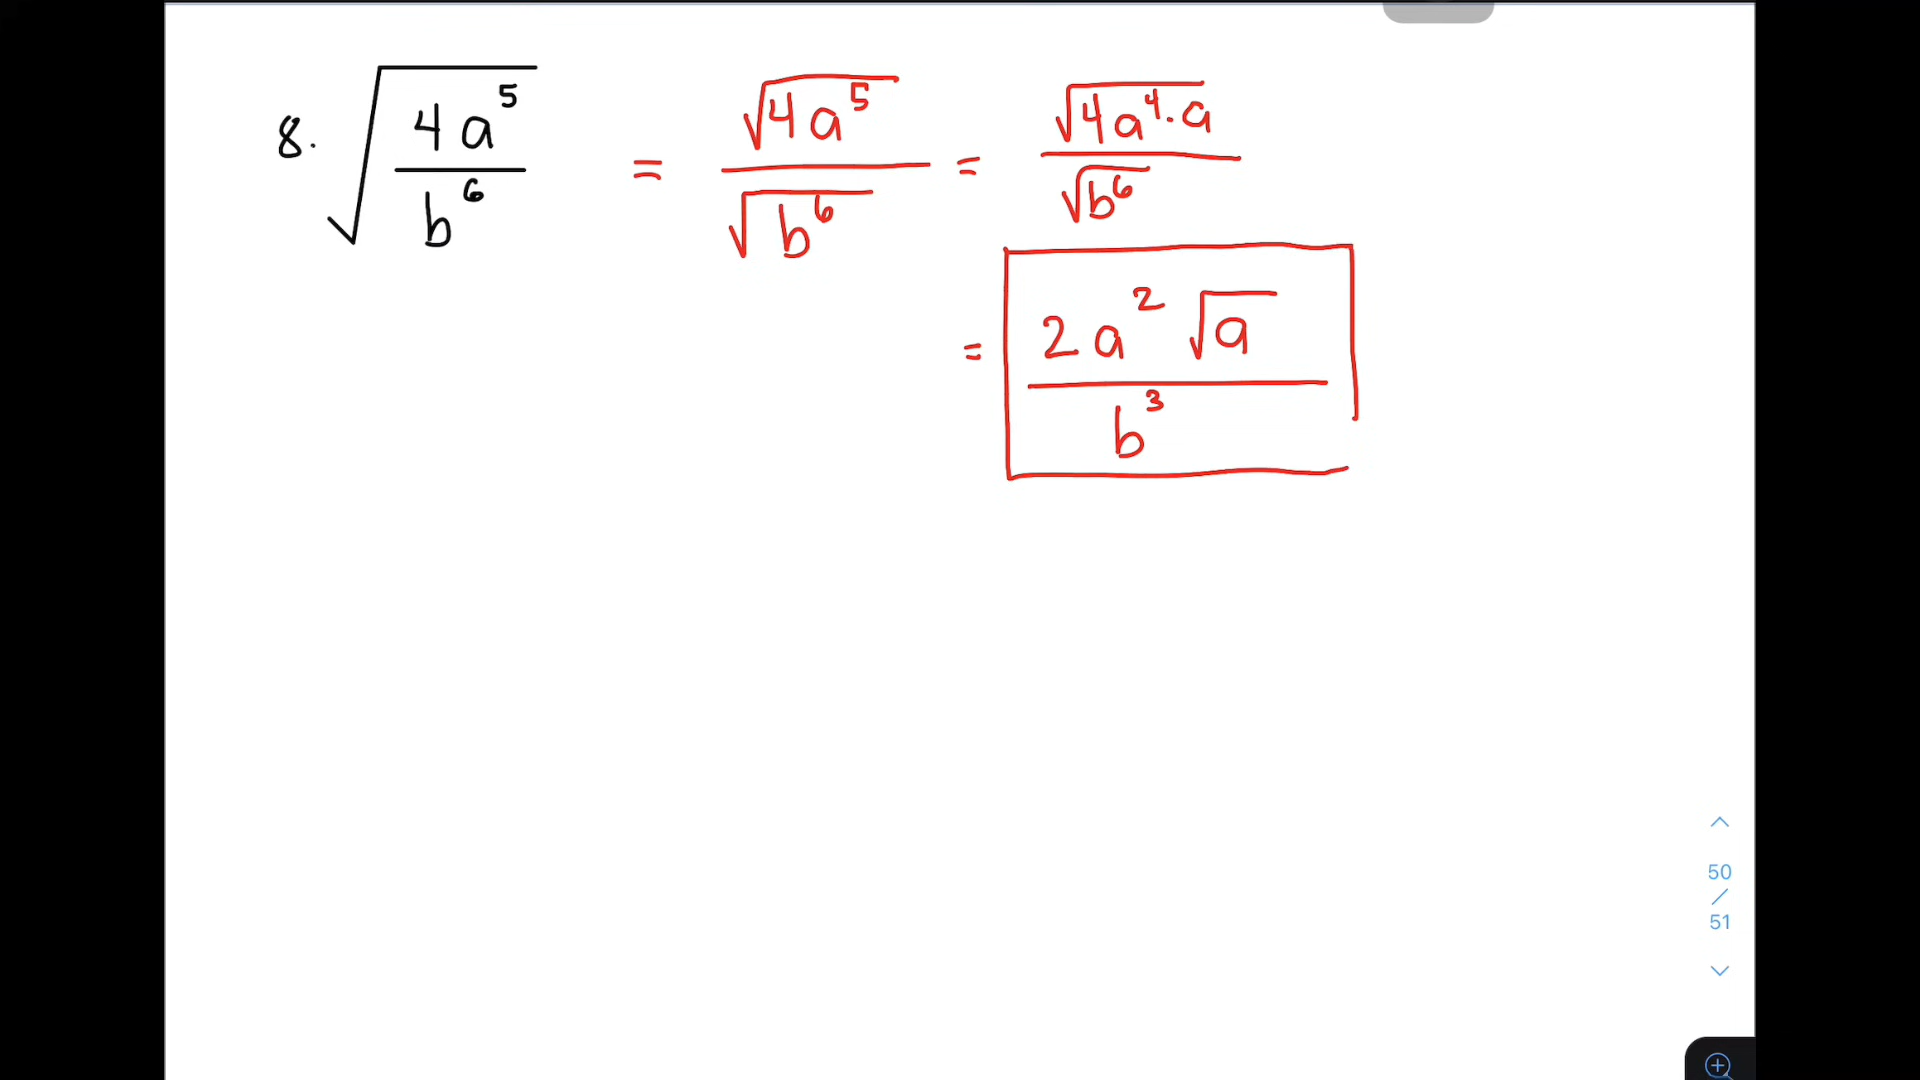 8. √(4a⁵/b⁶) = √4a⁵/√b⁶ = √4a⁴·a/√b⁶
= 2a²√a/b³
50
/
51